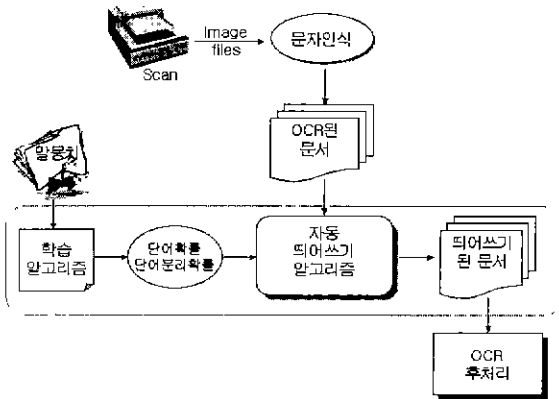 Image
files
Scan
문자인식
OCR된
문서
말뭉치
학습
알고리즘
단어확률
단어분리확률
자동
띄어쓰기
알고리즘
띄어쓰기
된 문서
OCR
후처리